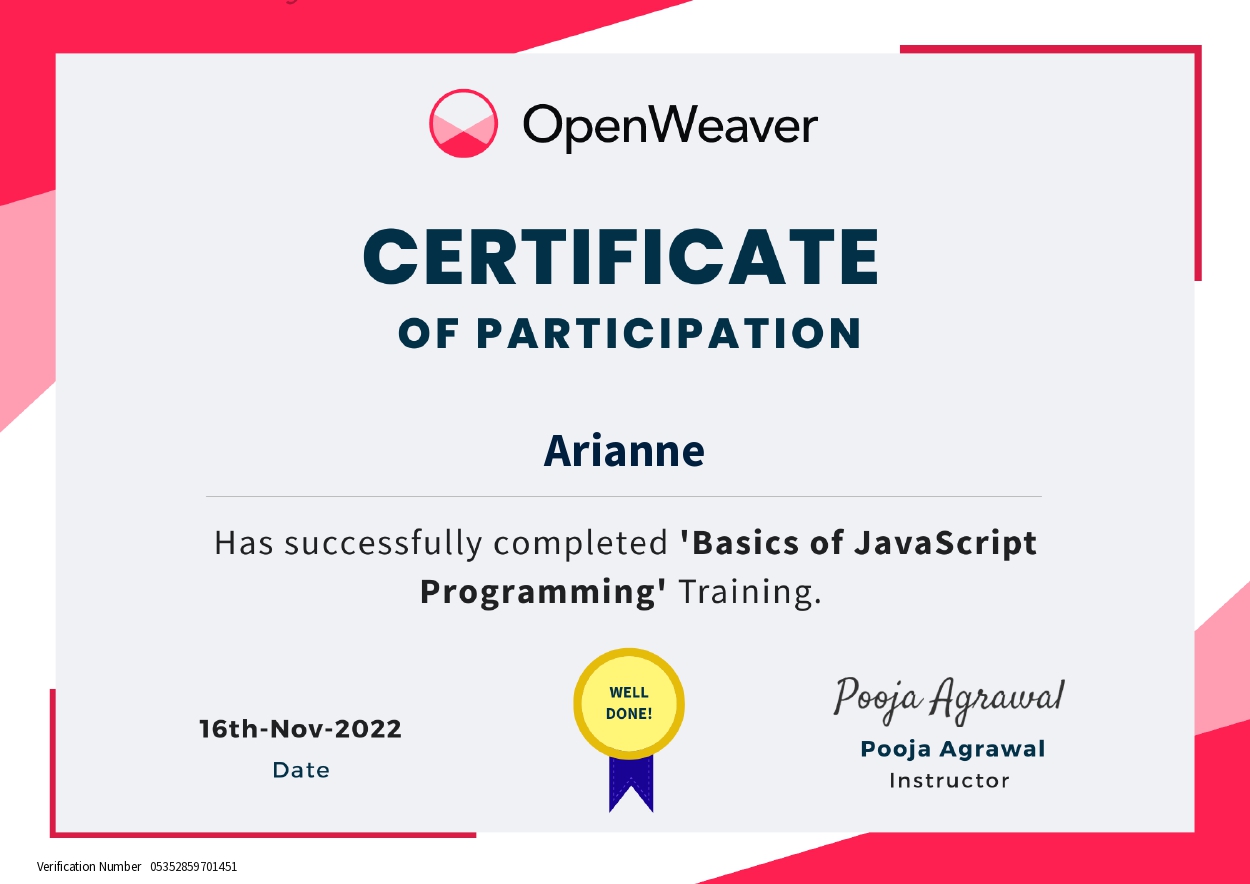 OpenWeaver
CERTIFICATE
OF PARTICIPATION
Arianne
Has successfully completed 'Basics of JavaScript
Programming' Training.
WELL
DONE!
16th-Nov-2022
Date
Pooja Agrawal
Pooja Agrawal
Instructor
Verification Number 05352859701451